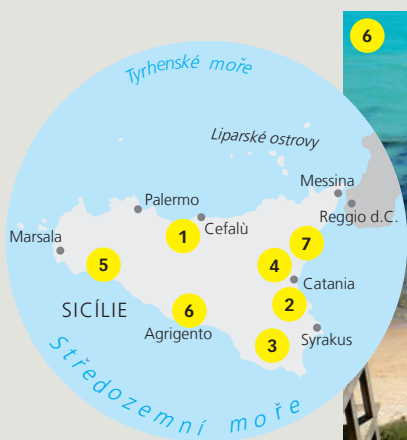 6
Tyrhenské moře
Liparské ostrovy
Messina
Palermo
Reggio d.C.
Cefalù
Marsala
1
7
5
4
Catania
SICÍLIE
6
2
Agrigento
Syrakus
3
Středozemní moře